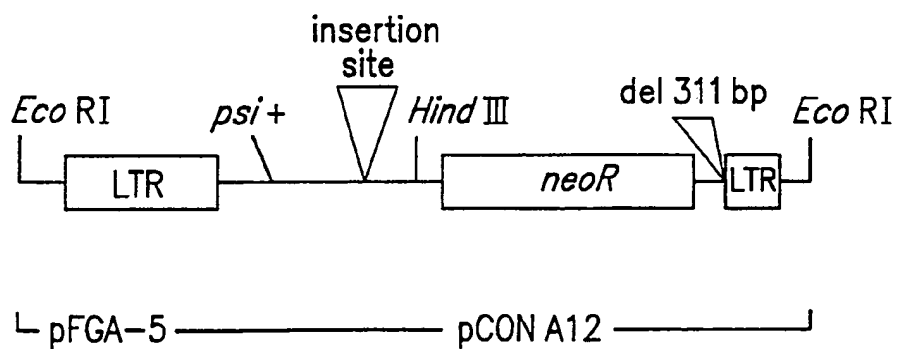 insertion
site
Eco RI
psi +
Hind III
del 311 bp
Eco RI
LTR
neoR
LTR
pFGA-5
pCON A12